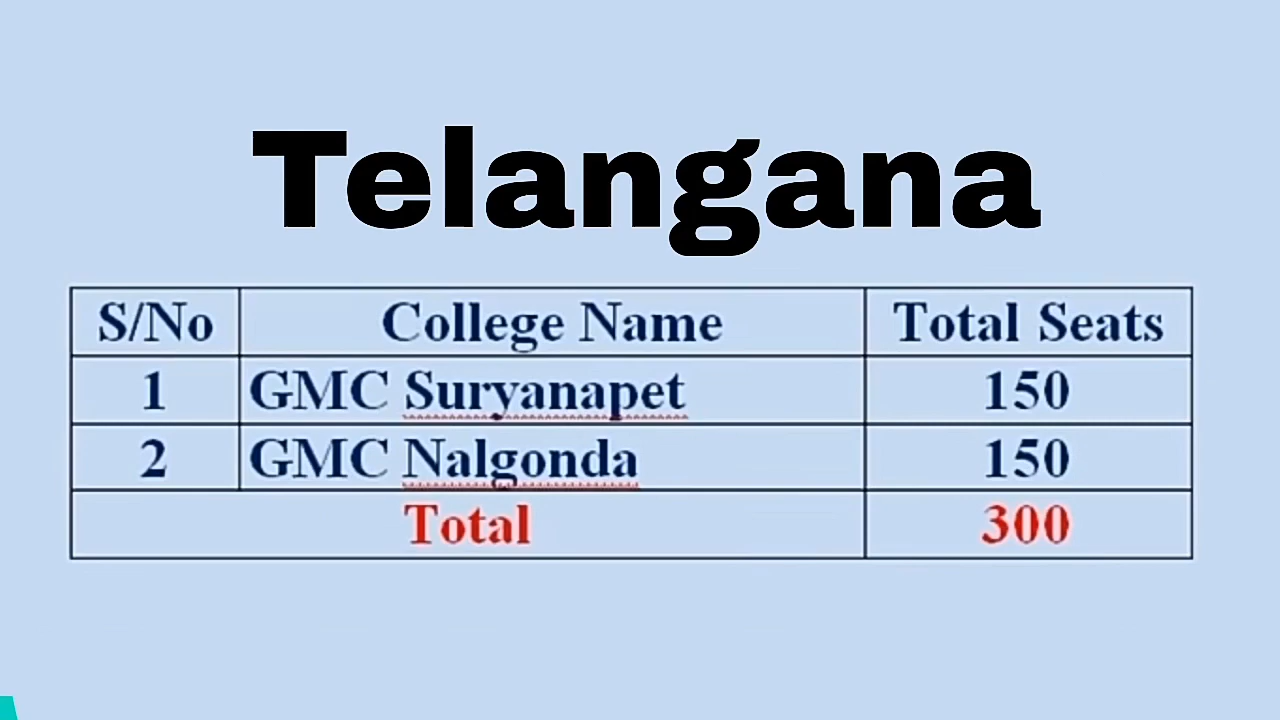 Telangana
S/No College Name Total Seats
1 GMC Suryanapet 150
2 GMC Nalgonda 150
Total 300